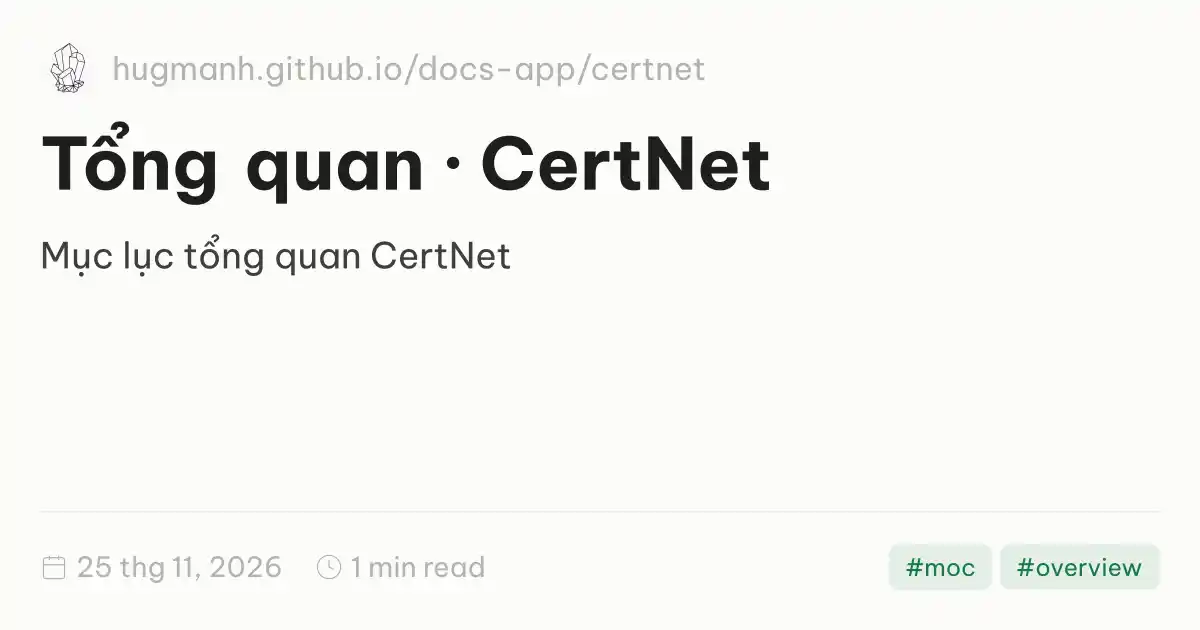 hugmanh.github.io/docs-app/certnet
Tổng quan · CertNet
Mục lục tổng quan CertNet
25 thg 11, 2026 1 min read #moc #overview